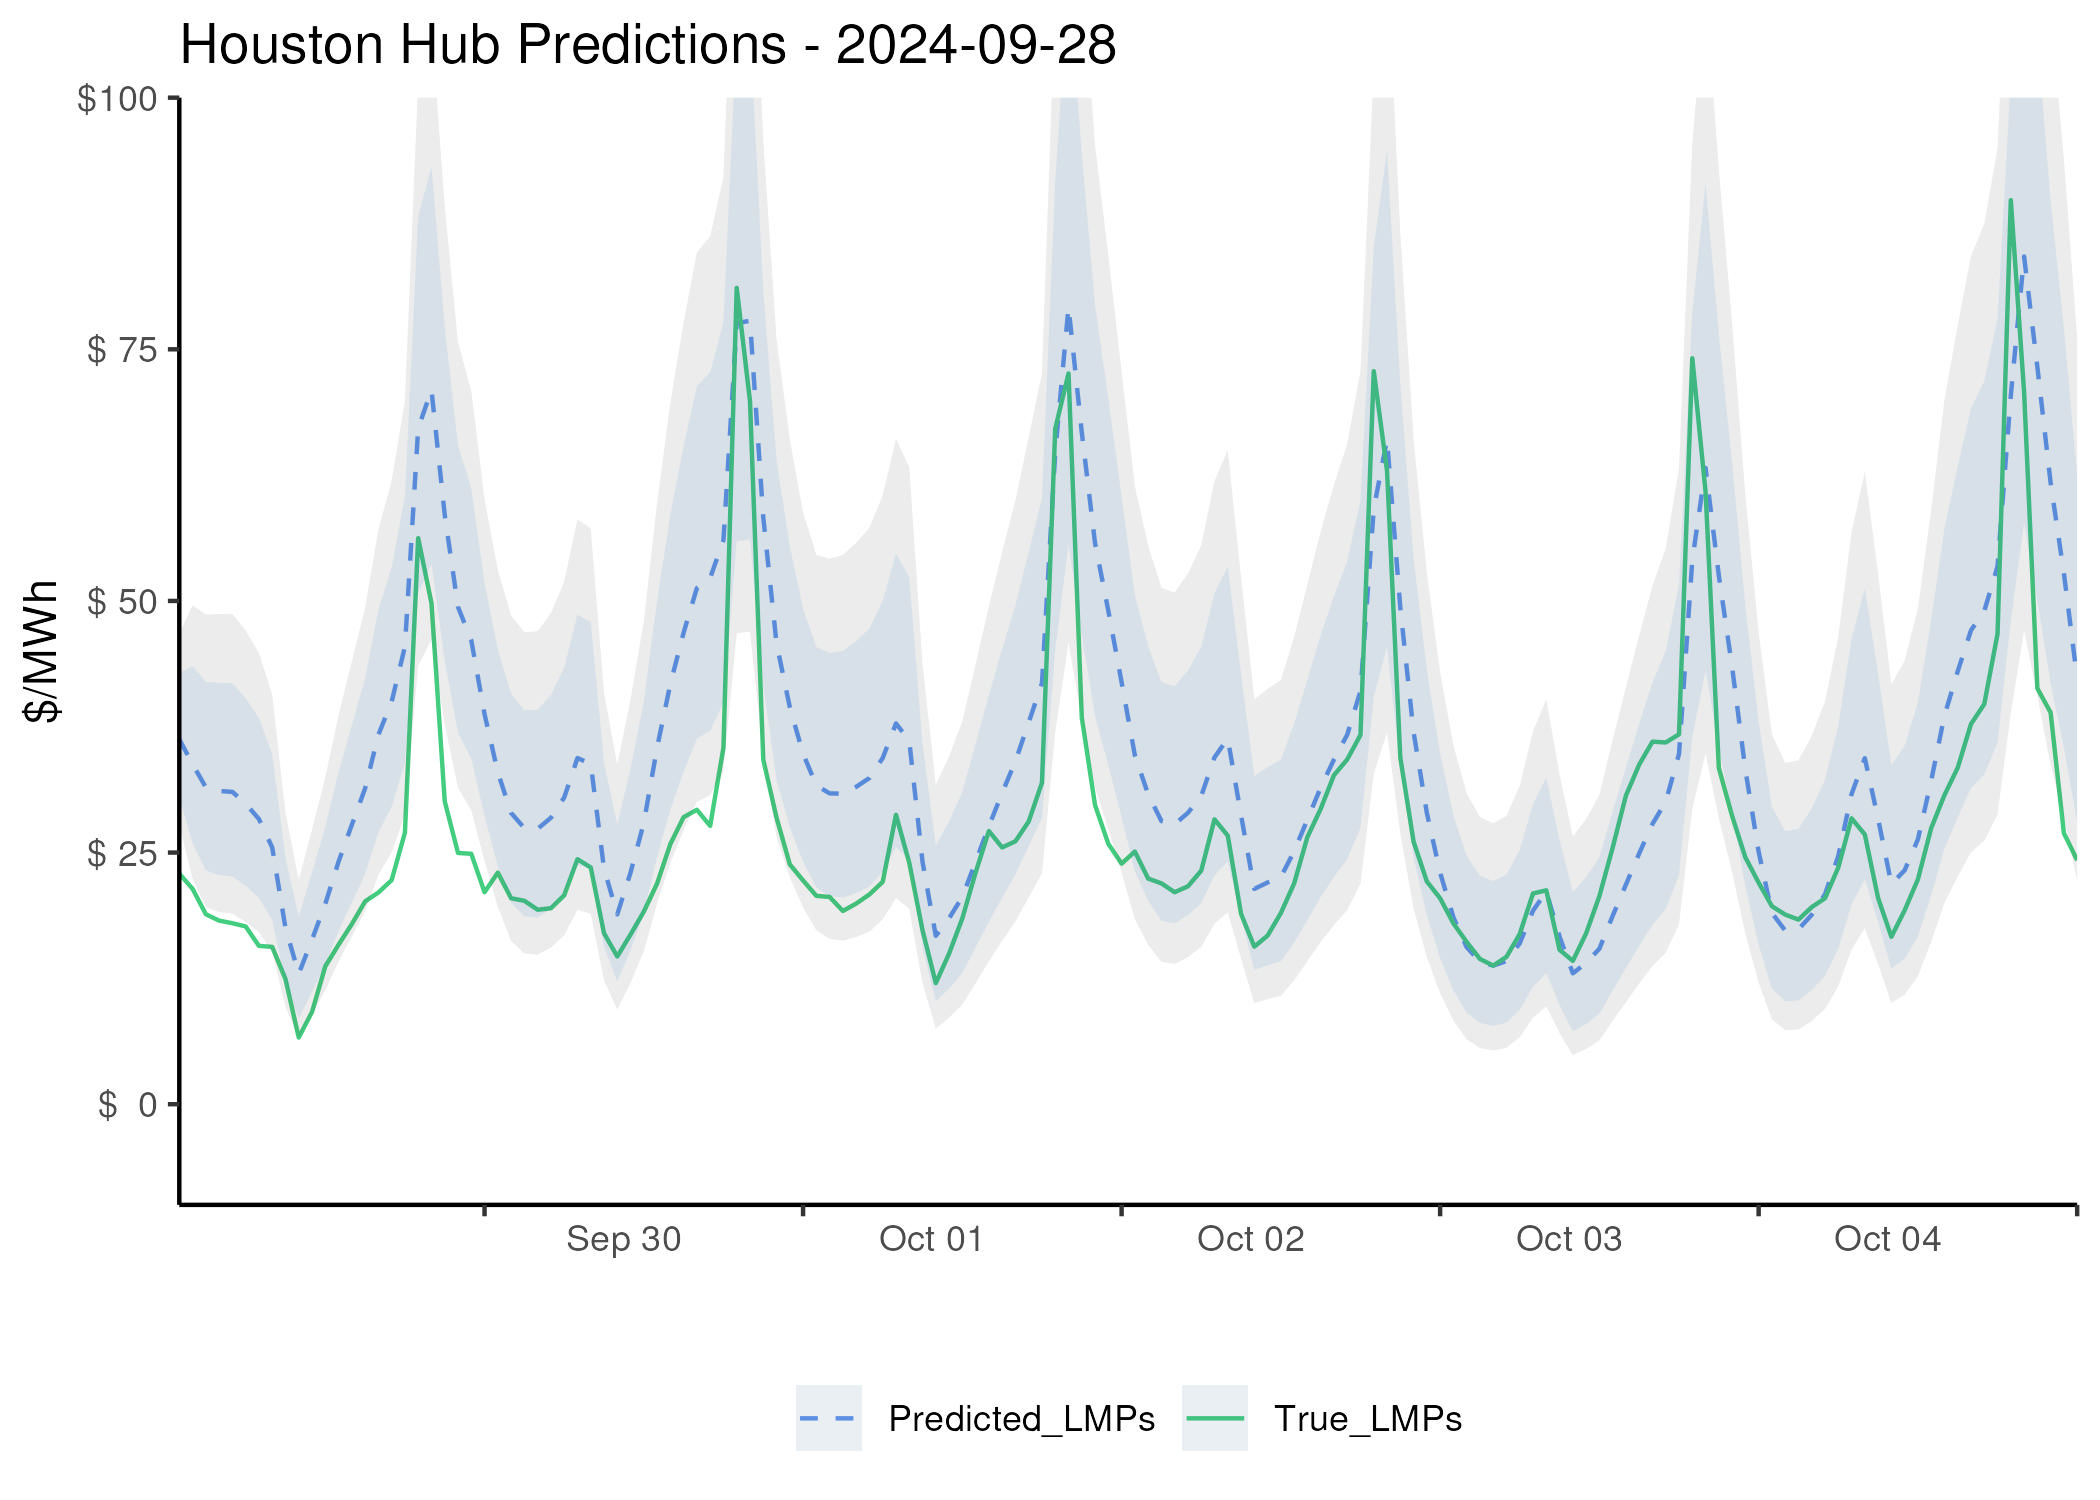 Houston Hub Predictions - 2024-09-28
$100
$ 75
$ 50
$ 25
$  0
$/MWh
Sep 30
Oct 01
Oct 02
Oct 03
Oct 04
Predicted_LMPs
True_LMPs